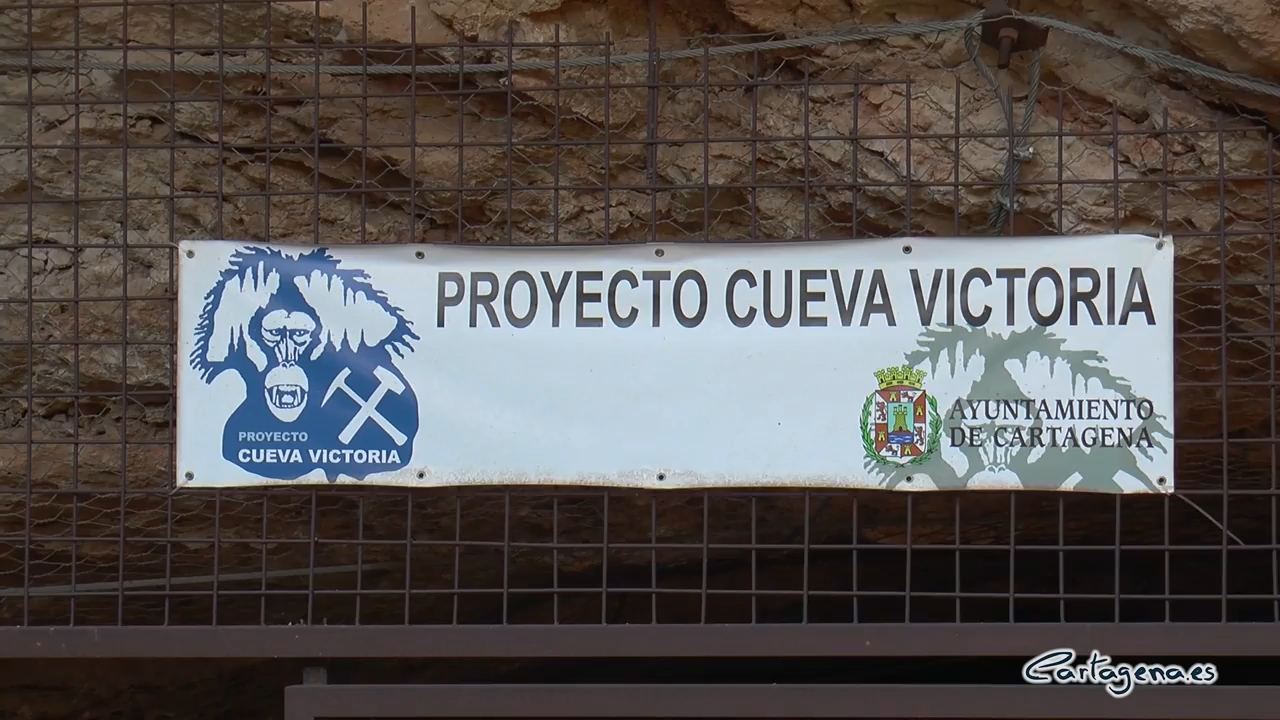 PROYECTO CUEVA VICTORIA
PROYECTO
CUEVA VICTORIA
AYUNTAMIENTO
DE CARTAGENA
Cartagena.es